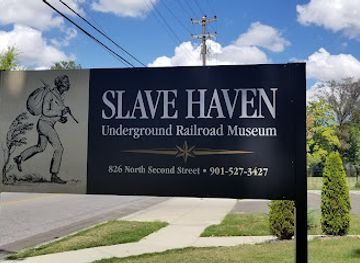 SLAVE HAVEN
Underground Railroad Museum
826 North Second Street • 901-527-3427